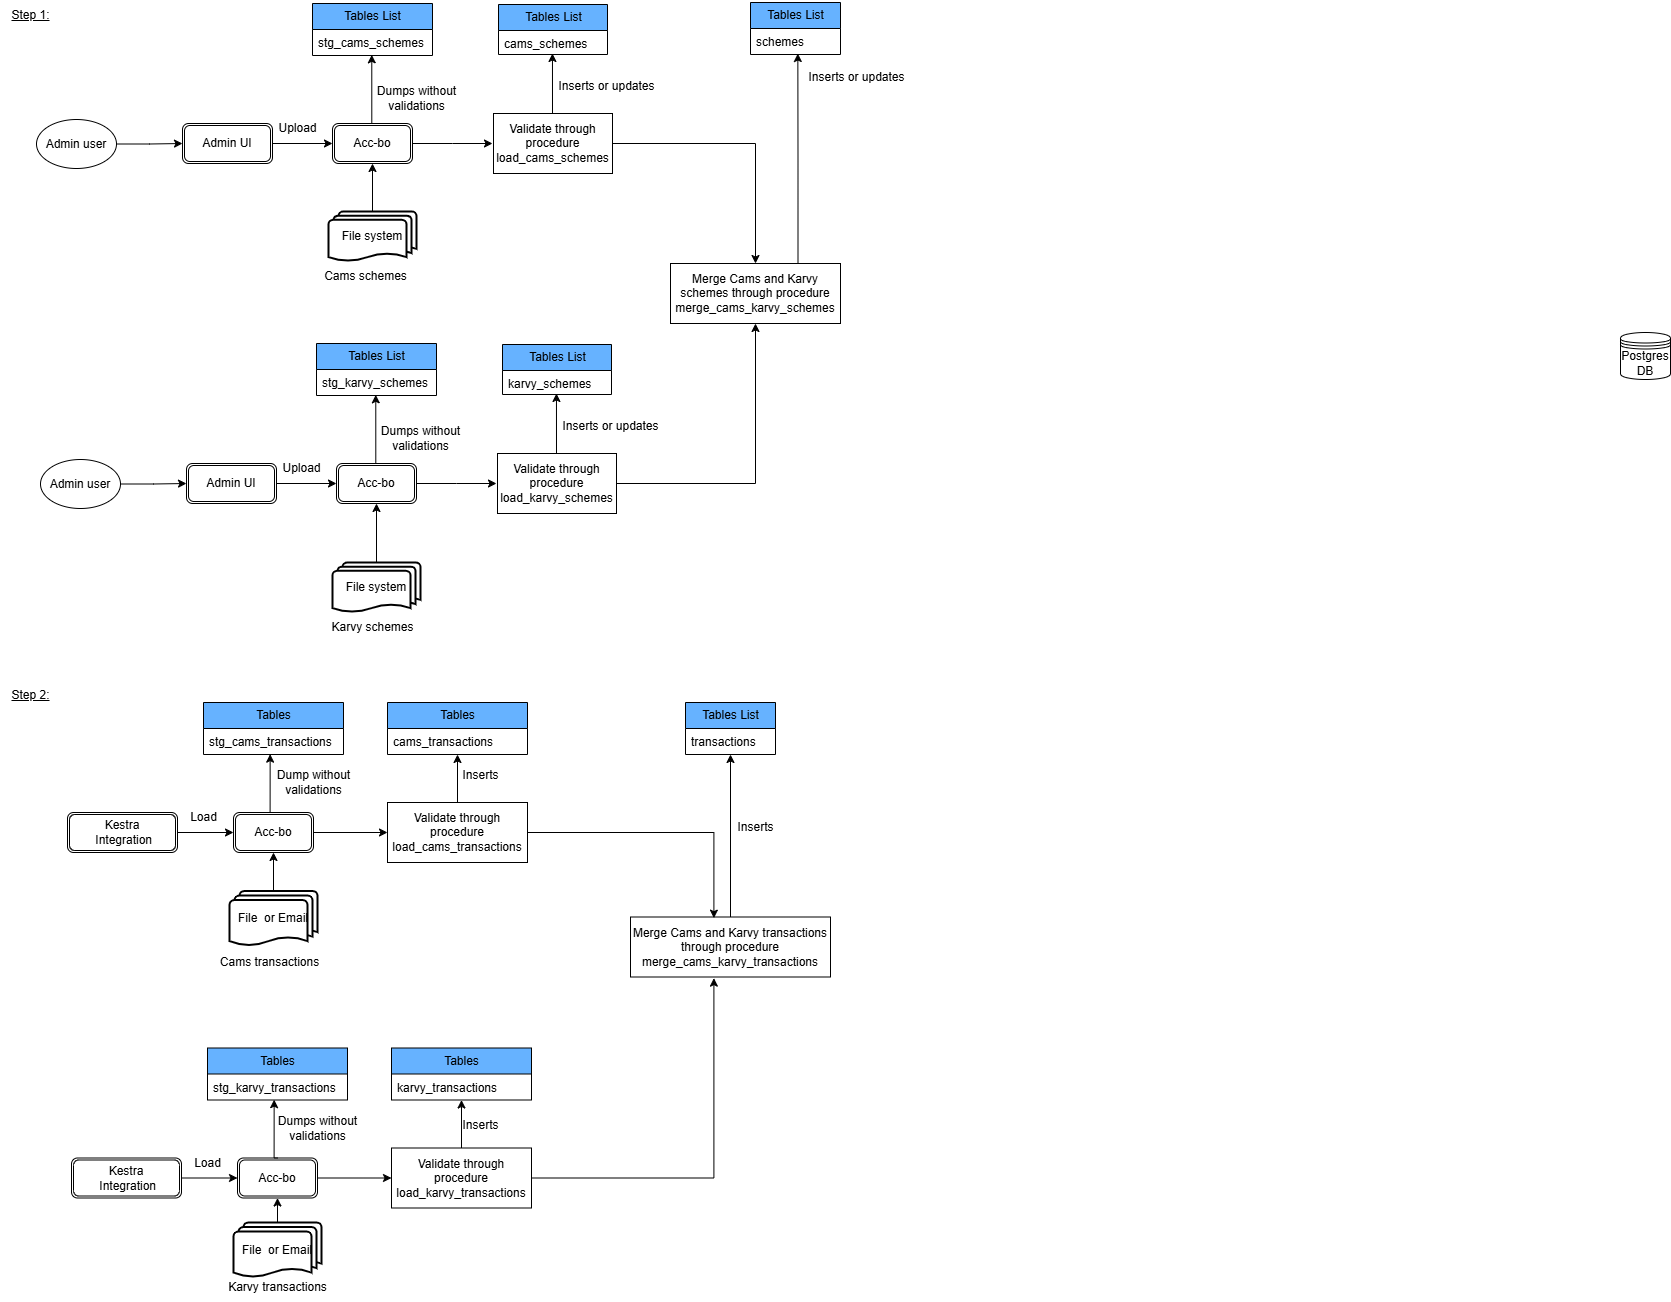 Step 1:
Tables List
stg_cams_schemes
Tables List
cams_schemes
Tables List
schemes
Dumps without
validations
Inserts or updates
Inserts or updates
Admin user
Admin UI
Upload
Acc-bo
Validate through
procedure
load_cams_schemes
File system
Cams schemes
Merge Cams and Karvy
schemes through procedure
merge_cams_karvy_schemes
Postgres
DB
Tables List
stg_karvy_schemes
Tables List
karvy_schemes
Dumps without
validations
Inserts or updates
Admin user
Admin UI
Upload
Acc-bo
Validate through
procedure
load_karvy_schemes
File system
Karvy schemes
Step 2:
Tables
stg_cams_transactions
Tables
cams_transactions
Tables List
transactions
Dump without
validations
Inserts
Inserts
Kestra
Integration
Load
Acc-bo
Validate through
procedure
load_cams_transactions
File  or Email
Cams transactions
Merge Cams and Karvy transactions
through procedure
merge_cams_karvy_transactions
Tables
stg_karvy_transactions
Tables
karvy_transactions
Dumps without
validations
Inserts
Kestra
Integration
Load
Acc-bo
Validate through
procedure
load_karvy_transactions
File  or Email
Karvy transactions